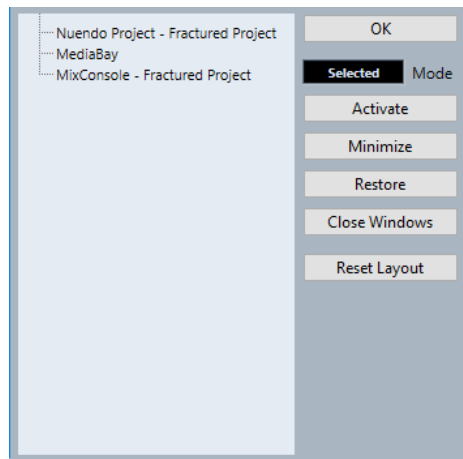 Nuendo Project - Fractured Project
MediaBay
MixConsole - Fractured Project
OK
Selected Mode
Activate
Minimize
Restore
Close Windows
Reset Layout